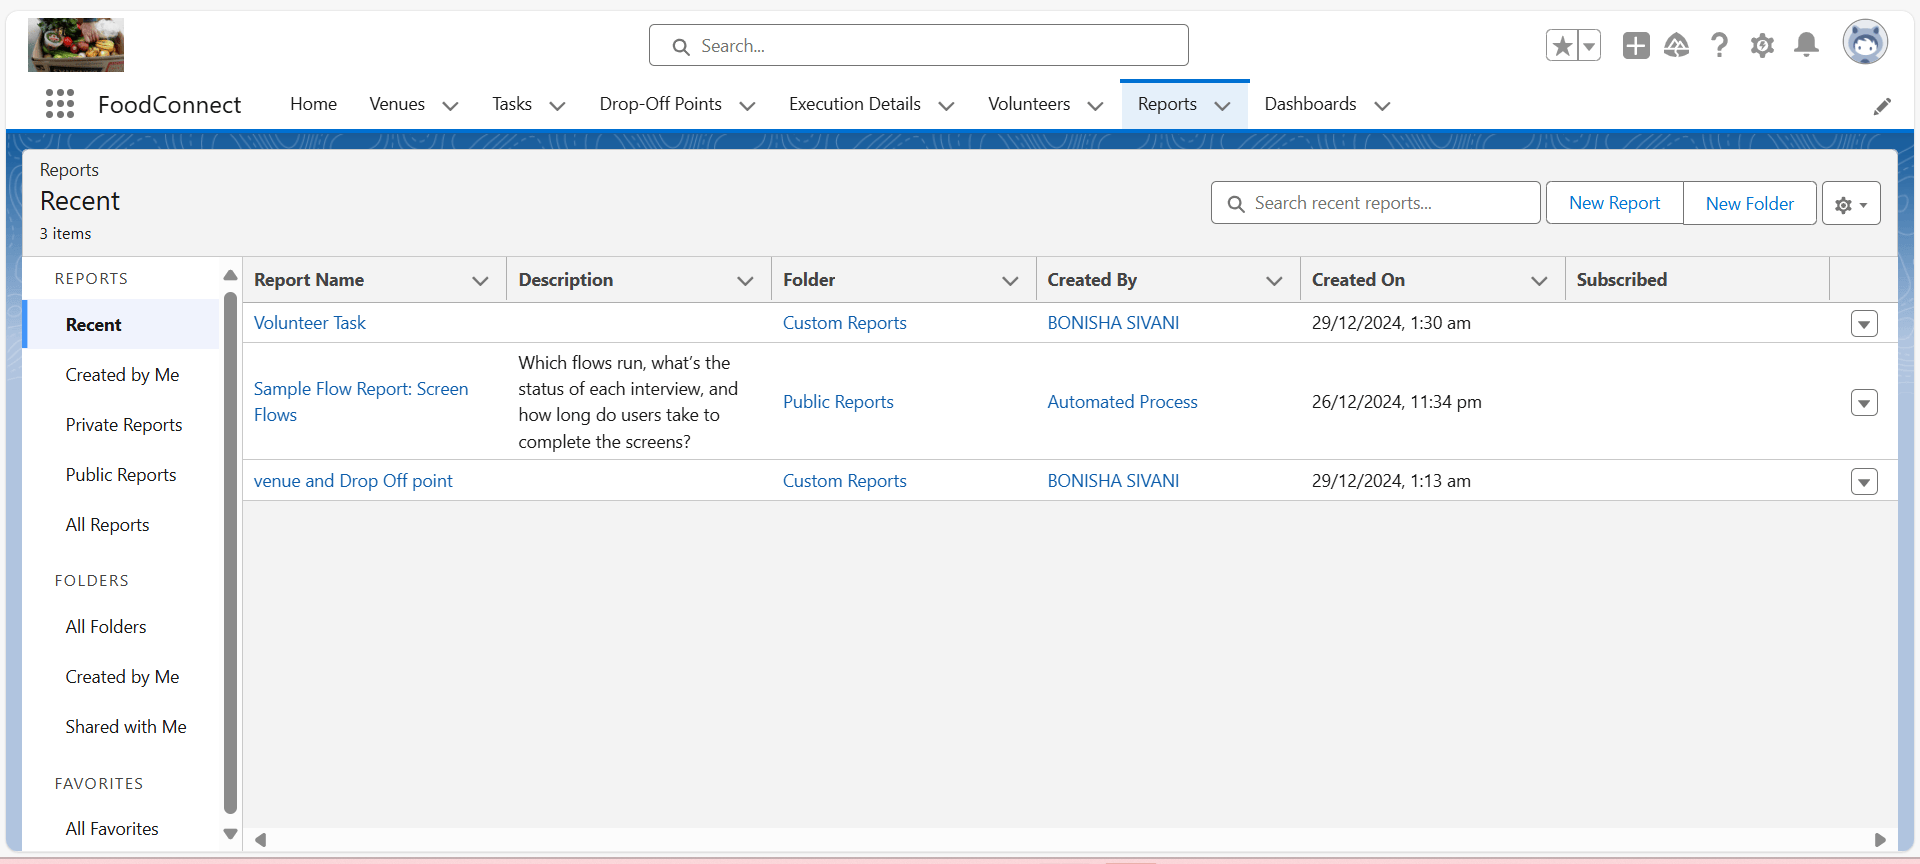 Search...
FoodConnect
Home
Venues
Tasks
Drop-Off Points
Execution Details
Volunteers
Reports
Dashboards
Reports
Recent
3 items
Search recent reports...
New Report
New Folder
REPORTS
Recent
Created by Me
Private Reports
Public Reports
All Reports
FOLDERS
All Folders
Created by Me
Shared with Me
FAVORITES
All Favorites
Report Name
Description
Folder
Created By
Created On
Subscribed
Volunteer Task
Custom Reports
BONISHA SIVANI
29/12/2024, 1:30 am
Sample Flow Report: Screen
Flows
Which flows run, what’s the
status of each interview, and
how long do users take to
complete the screens?
Public Reports
Automated Process
26/12/2024, 11:34 pm
venue and Drop Off point
Custom Reports
BONISHA SIVANI
29/12/2024, 1:13 am